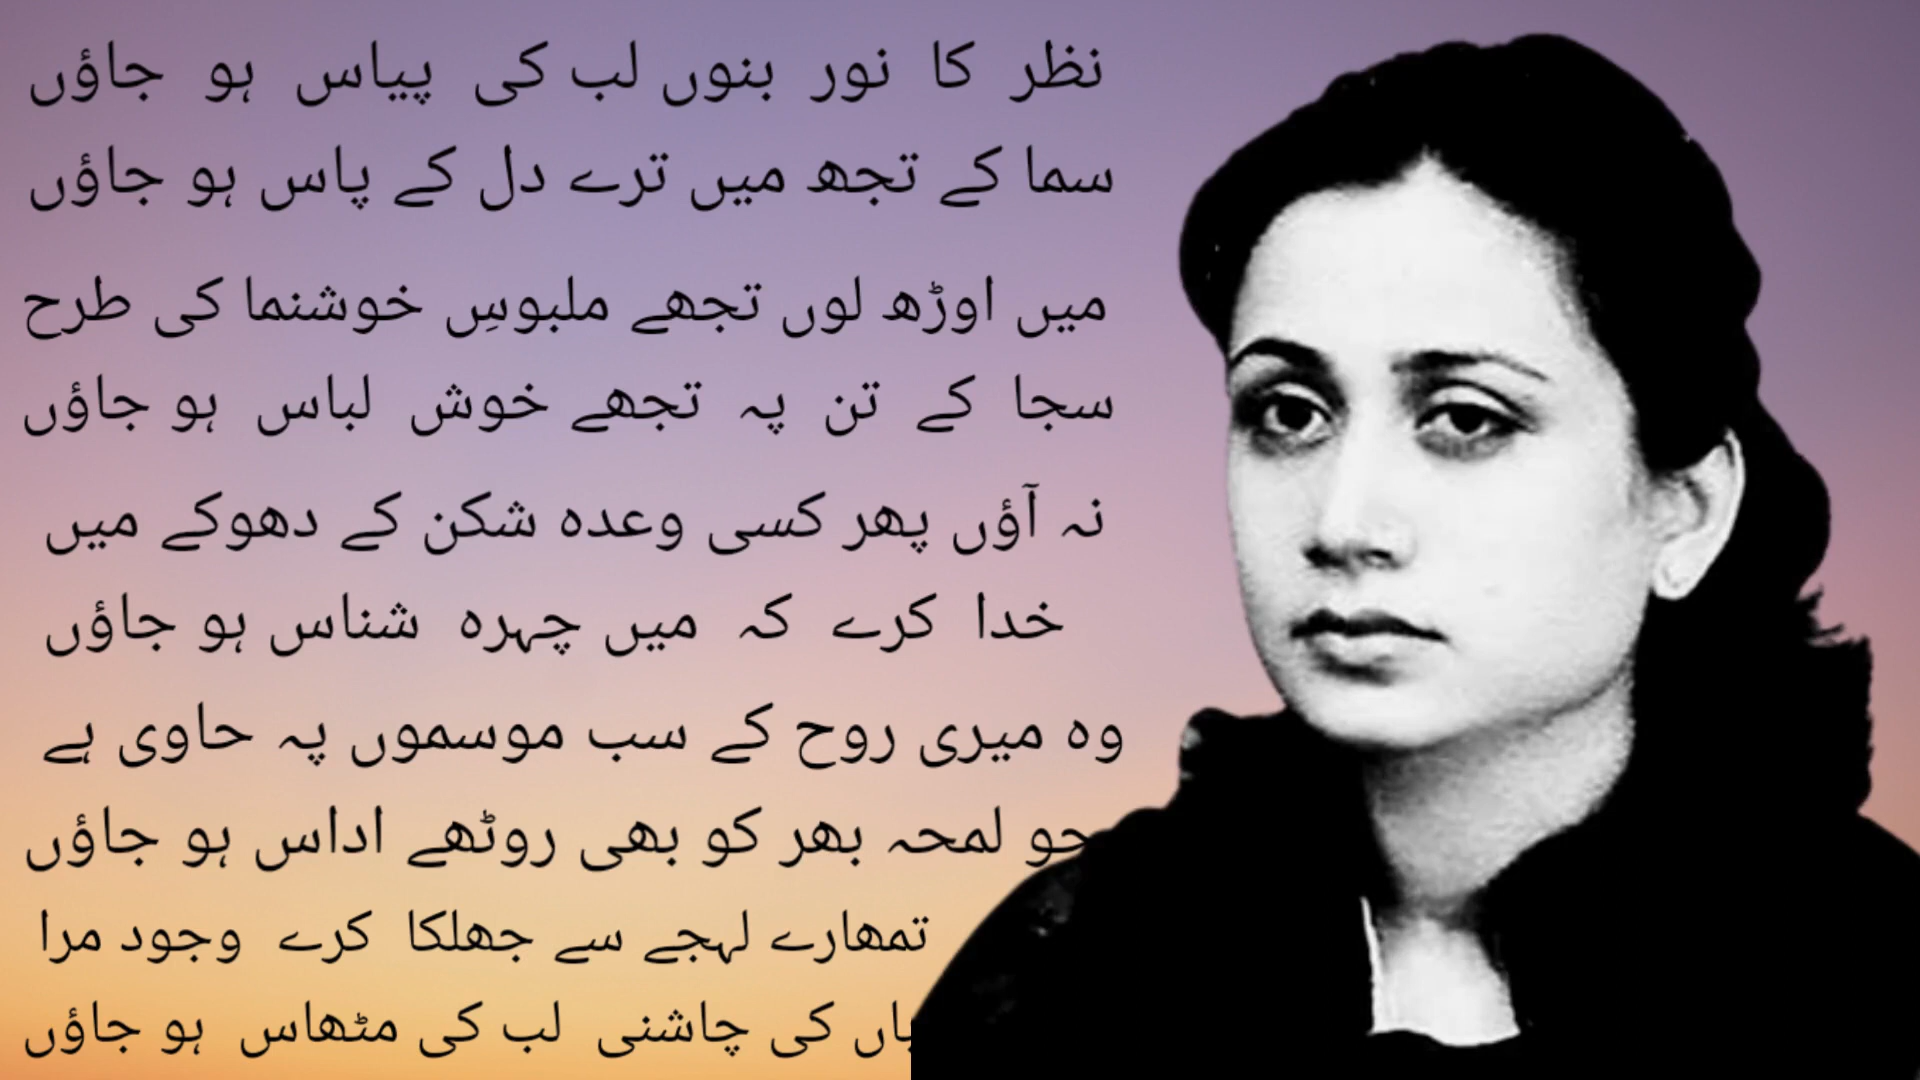 نظر کا نور بنوں لب کی پیاس ہو جاؤں
سما کے تجھ میں ترے دل کے پاس ہو جاؤں
میں اوڑھ لوں تجھے ملبوسِ خوشنما کی طرح
سجا کے تن پہ تجھے خوش لباس ہو جاؤں
نہ آؤں پھر کسی وعدہ شکن کے دھوکے میں
خدا کرے کہ میں چہرہ شناس ہو جاؤں
وہ میری روح کے سب موسموں پہ حاوی ہے
جو لمحہ بھر کو بھی روٹھے اداس ہو جاؤں
تمھارے لہجے سے جھلکا کرے وجود مرا
کی چاشنی لب کی مٹھاس ہو جاؤں